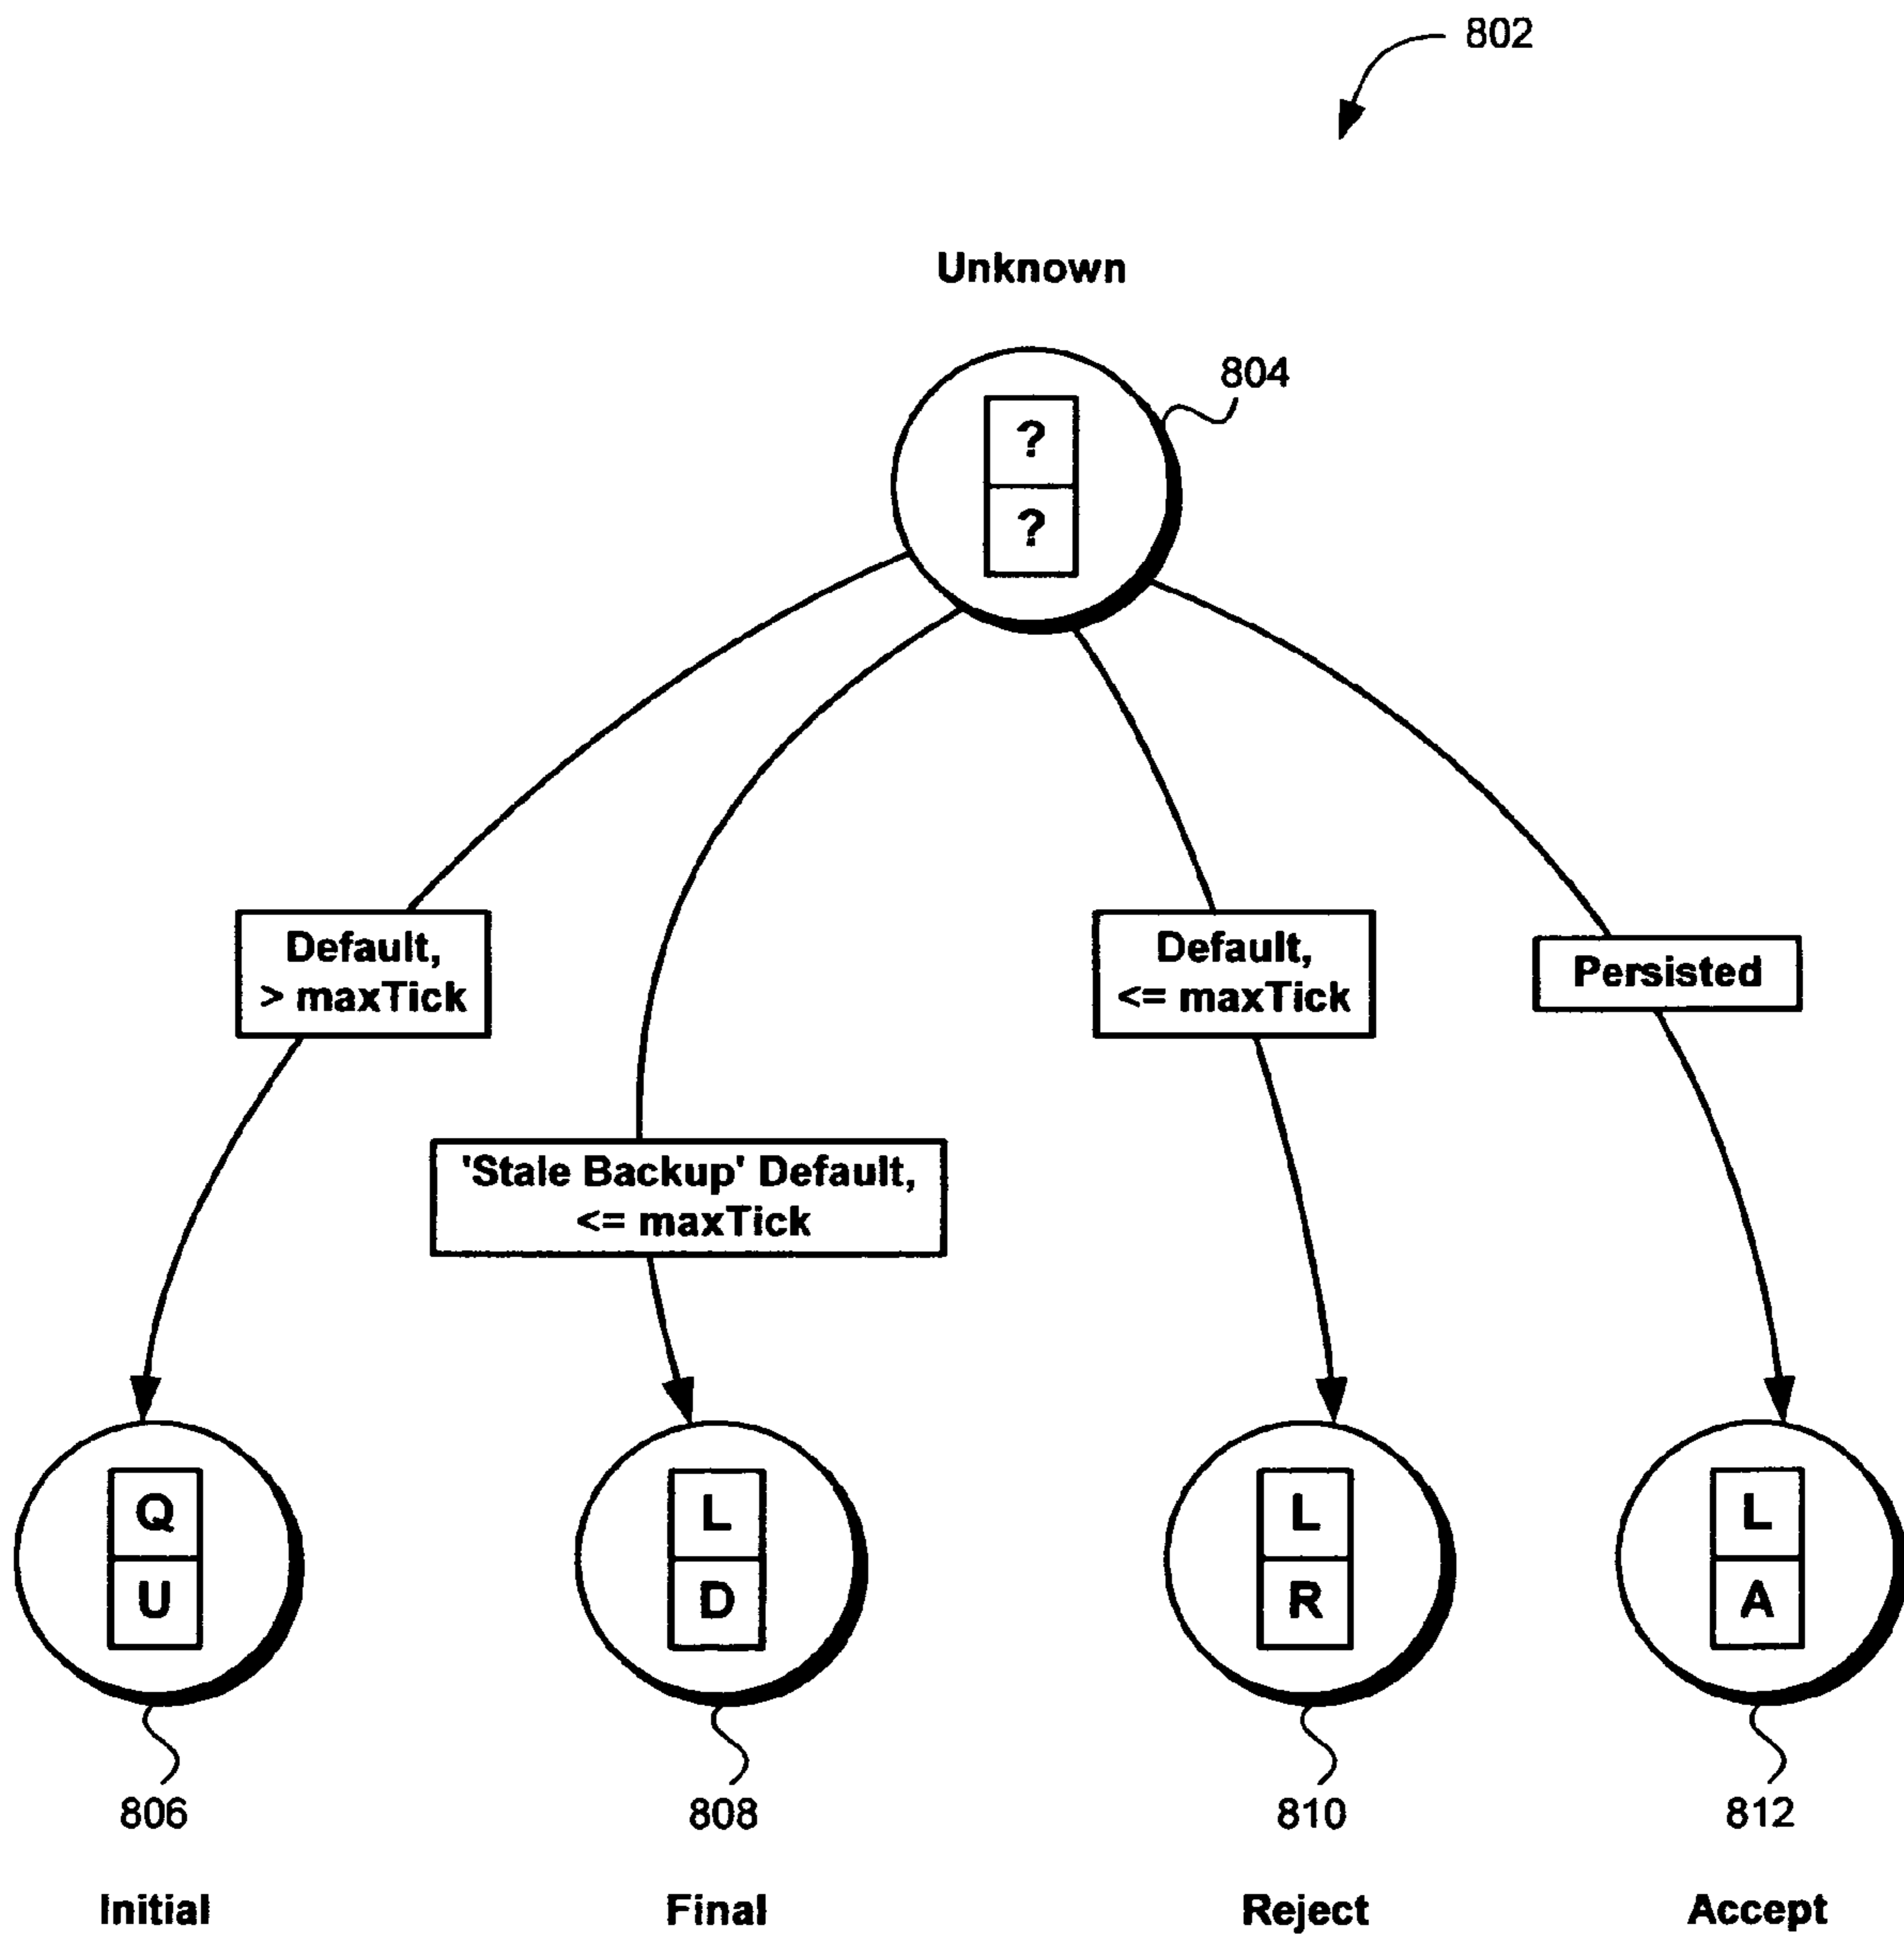 802
Unknown
804
?
?
Default,
> maxTick
Default,
<= maxTick
Persisted
'Stale Backup' Default,
<= maxTick
Q
U
L
D
L
R
L
A
806
808
810
812
Initial
Final
Reject
Accept